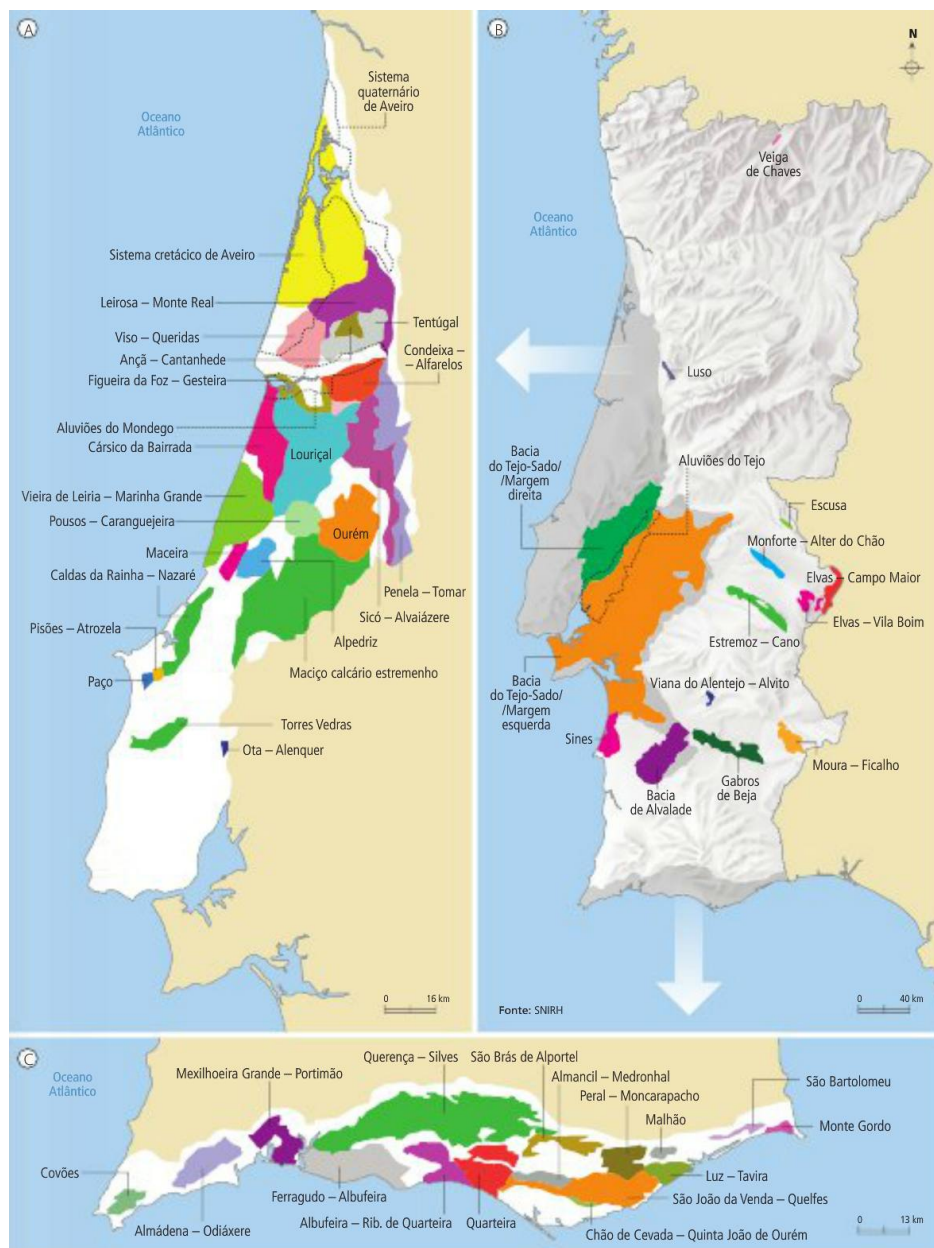 A
Sistema
quaternário
de Aveiro
Oceano
Atlântico
Sistema cretácico de Aveiro
Leirosa – Monte Real
Viso – Queridas
Tentúgal
Ançã – Cantanhede
Condeixa –
– Alfarelos
Figueira da Foz – Gesteira
Aluviões do Mondego
Cársico da Bairrada
Louriçal
Vieira de Leiria – Marinha Grande
Pousos – Caranguejeira
Ourém
Maceira
Caldas da Rainha – Nazaré
Penela – Tomar
Sicó – Alvaiázere
Pisões – Atrozela
Alpedriz
Maciço calcário estremenho
Paço
Torres Vedras
Ota – Alenquer
0 16 km
B
N
Veiga
de Chaves
Oceano
Atlântico
Luso
Bacia
do Tejo-Sado/
/Margem
direita
Aluviões do Tejo
Escusa
Monforte – Alter do Chão
Elvas – Campo Maior
Elvas – Vila Boim
Estremoz – Cano
Bacia
do Tejo-Sado/
/Margem
esquerda
Viana do Alentejo – Alvito
Sines
Moura – Ficalho
Gabros
de Beja
Bacia
de Alvalade
Fonte: SNIRH
0 40 km
C
Oceano
Atlântico
Querença – Silves
São Brás de Alportel
Mexilhoeira Grande – Portimão
Almancil – Medronhal
Peral – Moncarapacho
São Bartolomeu
Malhão
Monte Gordo
Covões
Luz – Tavira
Ferragudo – Albufeira
São João da Venda – Quelfes
Almádena – Odiáxere
Albufeira – Rib. de Quarteira
Quarteira
Chão de Cevada – Quinta João de Ourém
0 13 km